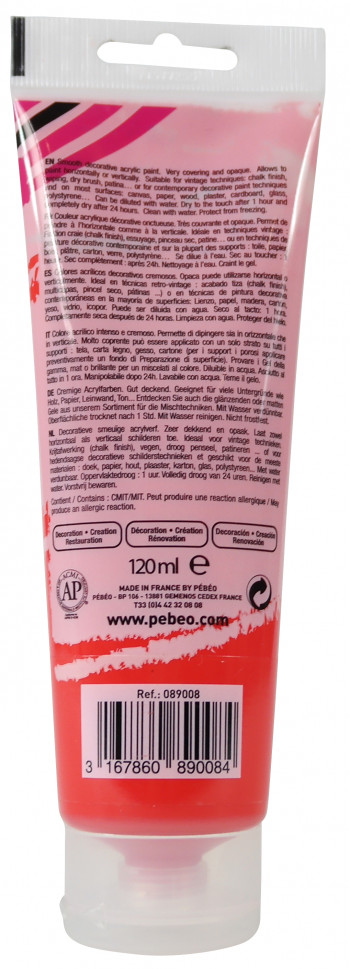 EN Smooth decorative acrylic paint. Very covering and opaque. Allows to
paint horizontally or vertically. Suitable for vintage techniques: chalk finish,
dry brush, patina... or for contemporary decorative paint techniques
and on most surfaces: canvas, paper, wood, plaster, cardboard, glass,
Polystyrene... Can be diluted with water. Dry to the touch after 1 hour and
completely dry after 24 hours. Clean with water. Protect from freezing.
FR Couleur acrylique décorative onctueuse. Très couvrante et opaque. Permet de
peindre à l'horizontale comme à la verticale. Idéale en techniques vintage :
finition craie (chalk finish), essuyage, pinceau sec, patine... ou en techniques de
peinture décorative contemporaine et sur la plupart des supports : toile, papier
bois, plâtre, carton, verre, polystyrène... Se dilue à l'eau. Sec au toucher : 1
heure. Sec complètement : après 24h. Nettoyage à l'eau. Craint le gel.
ES Colores acrílicos decorativos cremosos. Opaca puede utilizarse horizontal o
verticalmente. Ideal en técnicas retro-vintage : acabado tiza (chalk finish),
multicapas, pincel seco, pátinas ...) o en técnicas de pintura decorativa
contemporáneas en la mayoría de superficies: Lienzo, papel, madera, carton,
yeso, vidrio, icopor. Puede ser diluida con agua. Seco al tacto: 1 hora.
Completamente seca después de 24 horas. Limpieza con agua. Proteger del hielo.
IT Colore acrilico intenso e cremoso. Permette di dipingere sia in orizzontale che
in verticale. Molto coprente può essere applicato con un solo strato su tutti i
supporti : tela, carta legno, gesso, cartone (per i support i porosi applicare
preventivamente un fondo di Preparazione di superficie). Provare i Gel della
gamma, mat o brillante per un miscelati al colore. Diluibile in acqua. Asciutto al
tatto in 1 ora. Manipolabile dopo 24h. Lavabile con acqua. Teme il gelo.
DE Cremige Acrylfarben. Gut deckend. Geeignet für viele Untergründe wie
Holz, Papier, Leinwand, Ton... Entdecken Sie auch die glänzenden oder matten
Gele aus unserem Sortiment für die Mischtechniken. Mit Wasser verdünnbar.
Oberflächliche trocknet nach 1 Std. Mit Wasser reinigen. Nicht frostfest.
NL Decoratieve smeuïge acrylverf. Zeer dekkend en opaak. Laat zowel
horizontaal als verticaal schilderen toe. Ideaal voor vintage technieken:
Krijtafwerking (chalk finish), vegen, droog penseel, patineren ... of voor
hedendaagse decoratieve schildertechnieken en geschikt voor de meeste
materialen : doek, papier, hout, plaaster, karton, glas, polystyreen... Met water
verdunbaar. Oppervlaktedroog : 1 uur. Volledig droog van 24 uren. Reinigen met
water. Vorstvrij bewaren.
Contient / Contains : CMIT/MIT. Peut produire une réaction allergique / May
produce an allergic reaction.
Decoration • Creation
Restauration
Décoration • Création
Rénovation
Decoración • Creación
Renovación
120ml ℮
ACMI
AP
MADE IN FRANCE BY PÉBÉO
PÉBÉO - BP 106 - 13881 GEMENOS CEDEX FRANCE
T33 (0)4 42 32 08 08
www.pebeo.com
Ref.: 089008
3 167860 890084